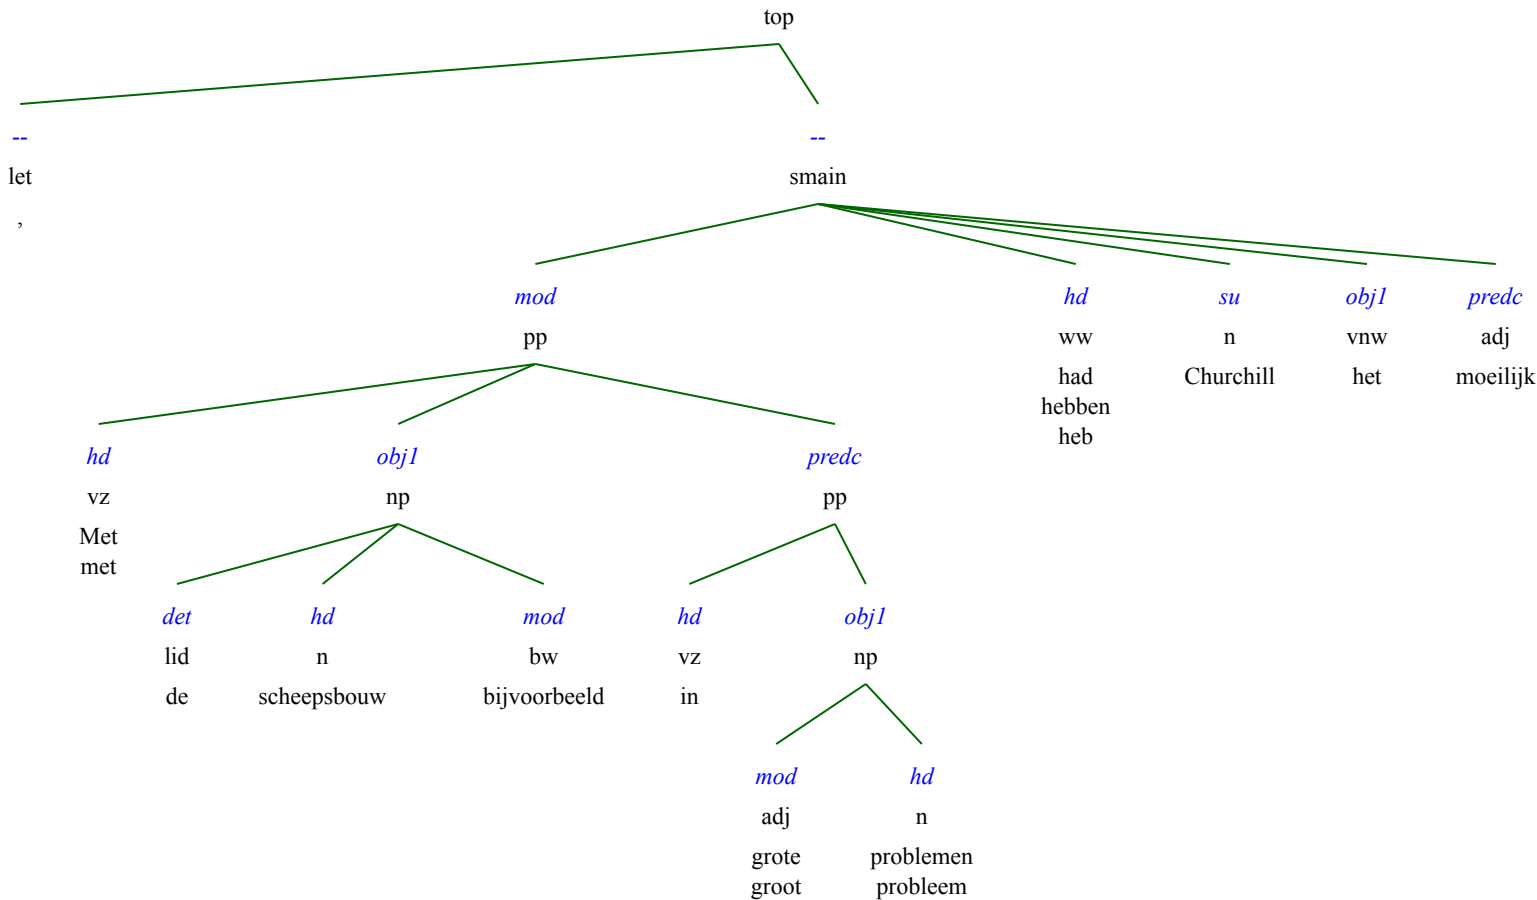 top
-- --
let smain
,
mod hd su obj1 predc
pp ww n vnw adj
had Churchill het moeilijk
hebben
heb
hd obj1 predc
vz np pp
Met
met
det hd mod hd obj1
lid n bw vz np
de scheepsbouw bijvoorbeeld in
mod hd
adj n
grote problemen
groot probleem